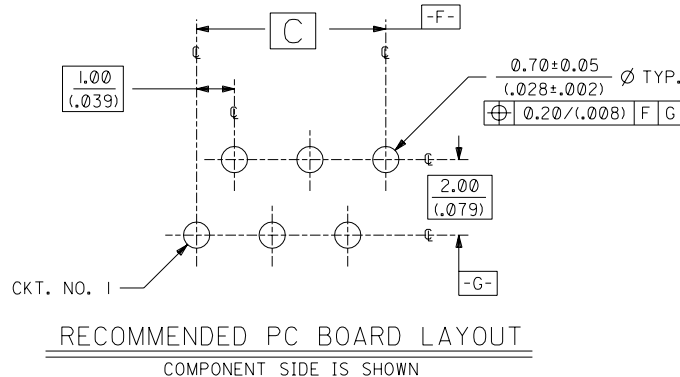 C
-F-
1.00
(.039)
0.70±0.05
(.028±.002)
Ø TYP.
⌖ 0.20/(.008) F G
2.00
(.079)
CKT. NO. 1
-G-
RECOMMENDED PC BOARD LAYOUT
COMPONENT SIDE IS SHOWN